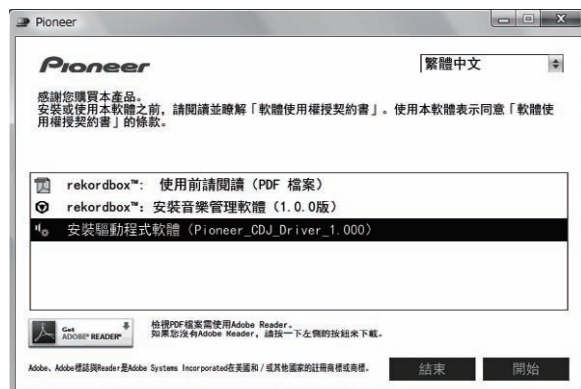 Pioneer
Pioneer
繁體中文
感謝您購買本產品。
安裝或使用本軟體之前，請閱讀並瞭解「軟體使用權授契約書」。使用本軟體表示同意「軟體使
用權授契約書」的條款。
rekordbox™: 使用前請閱讀 (PDF 檔案)
rekordbox™: 安裝音樂管理軟體 (1.0.0版)
安裝驅動程式軟體 (Pioneer_CDJ_Driver_1.000)
Get
ADOBE® READER®
檢視PDF檔案需使用Adobe Reader。
如果您沒有Adobe Reader，請按一下左側的按鈕來下載。
Adobe、Adobe標誌與Reader是Adobe Systems Incorporated在美國和/或其他國家的註冊商標或商標。
結束
開始